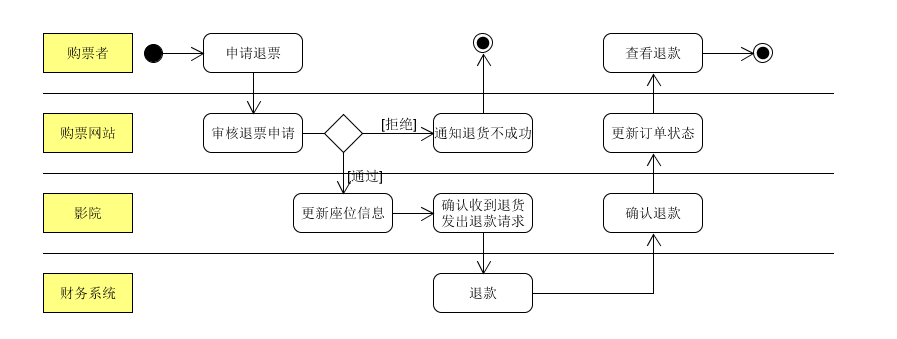 购票者
申请退票
查看退款
购票网站
审核退票申请
[拒绝]
通知退货不成功
更新订单状态
[通过]
影院
更新座位信息
确认收到退货
发出退款请求
确认退款
财务系统
退款